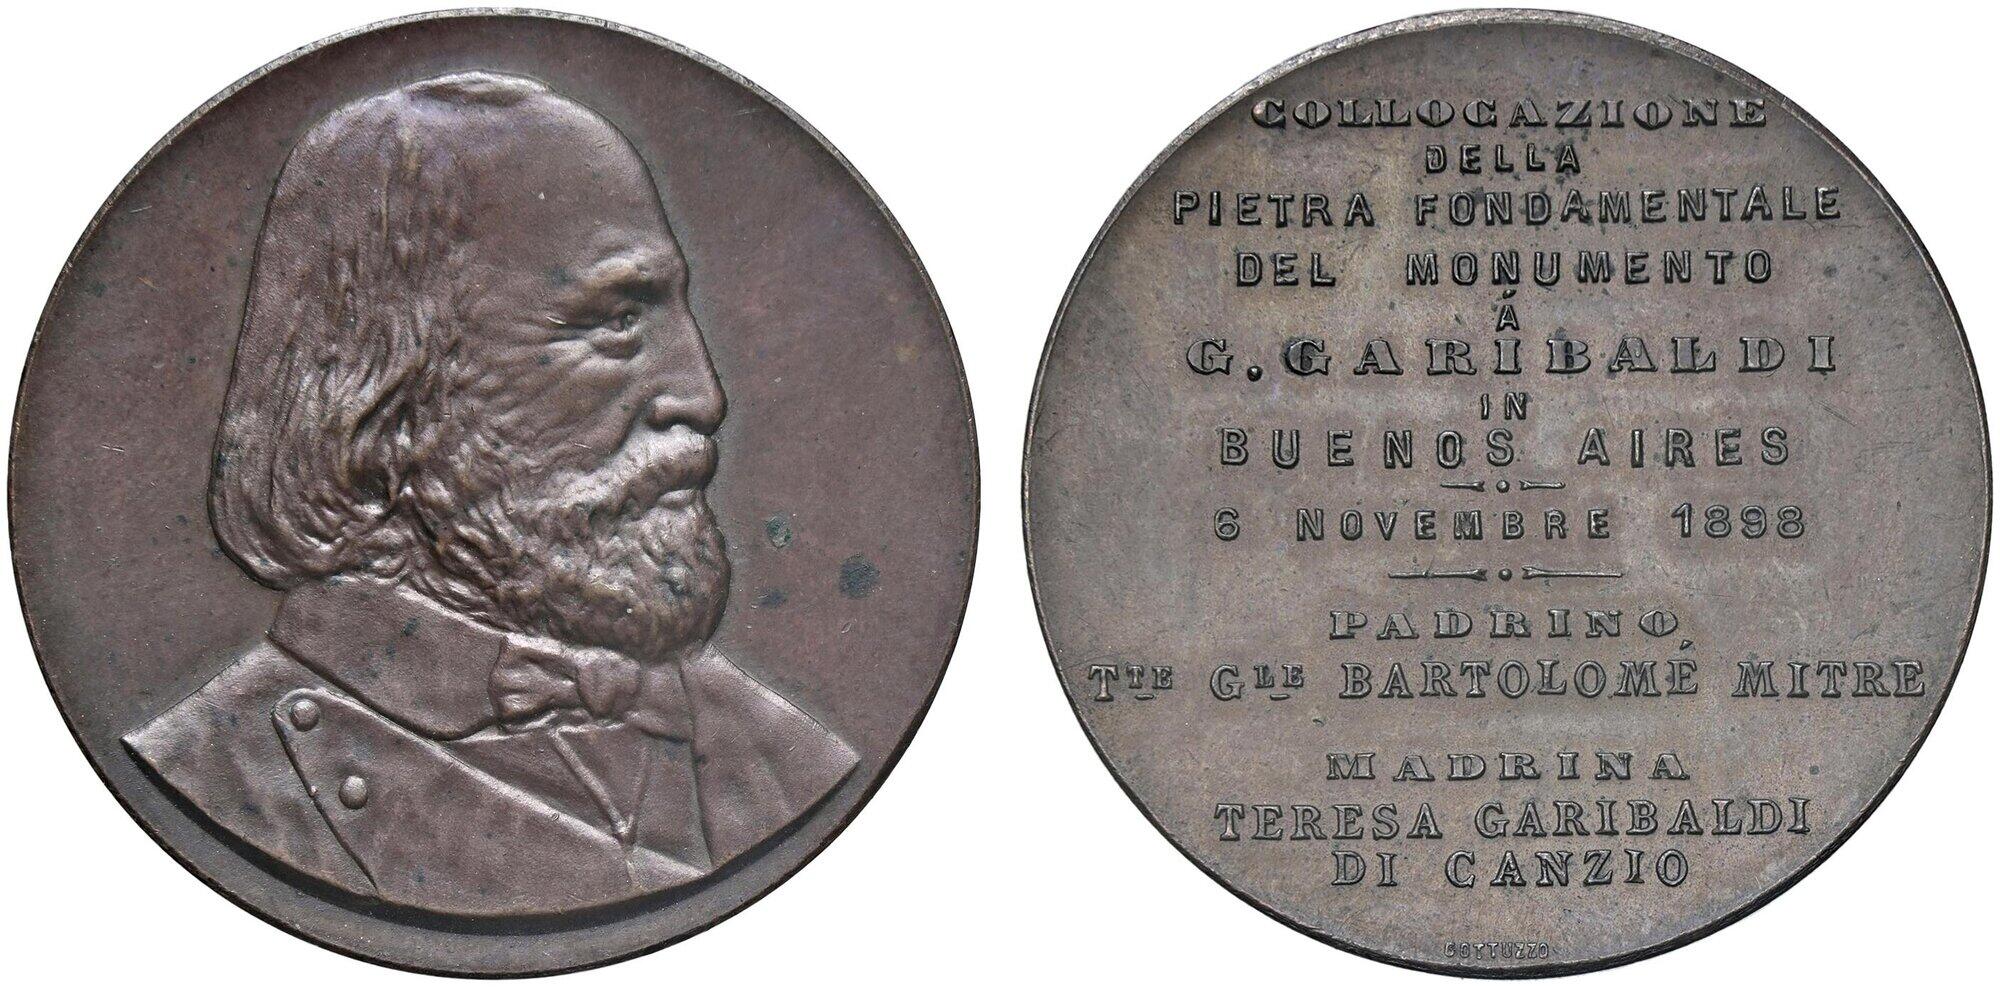 COLLOCAZIONE
DELLA
PIETRA FONDAMENTALE
DEL MONUMENTO
Á
G. GARIBALDI
IN
BUENOS AIRES
6 NOVEMBRE 1898
PADRINO
TTE GLE BARTOLOMÉ MITRE
MADRINA
TERESA GARIBALDI
DI CANZIO
GOTTUZZO